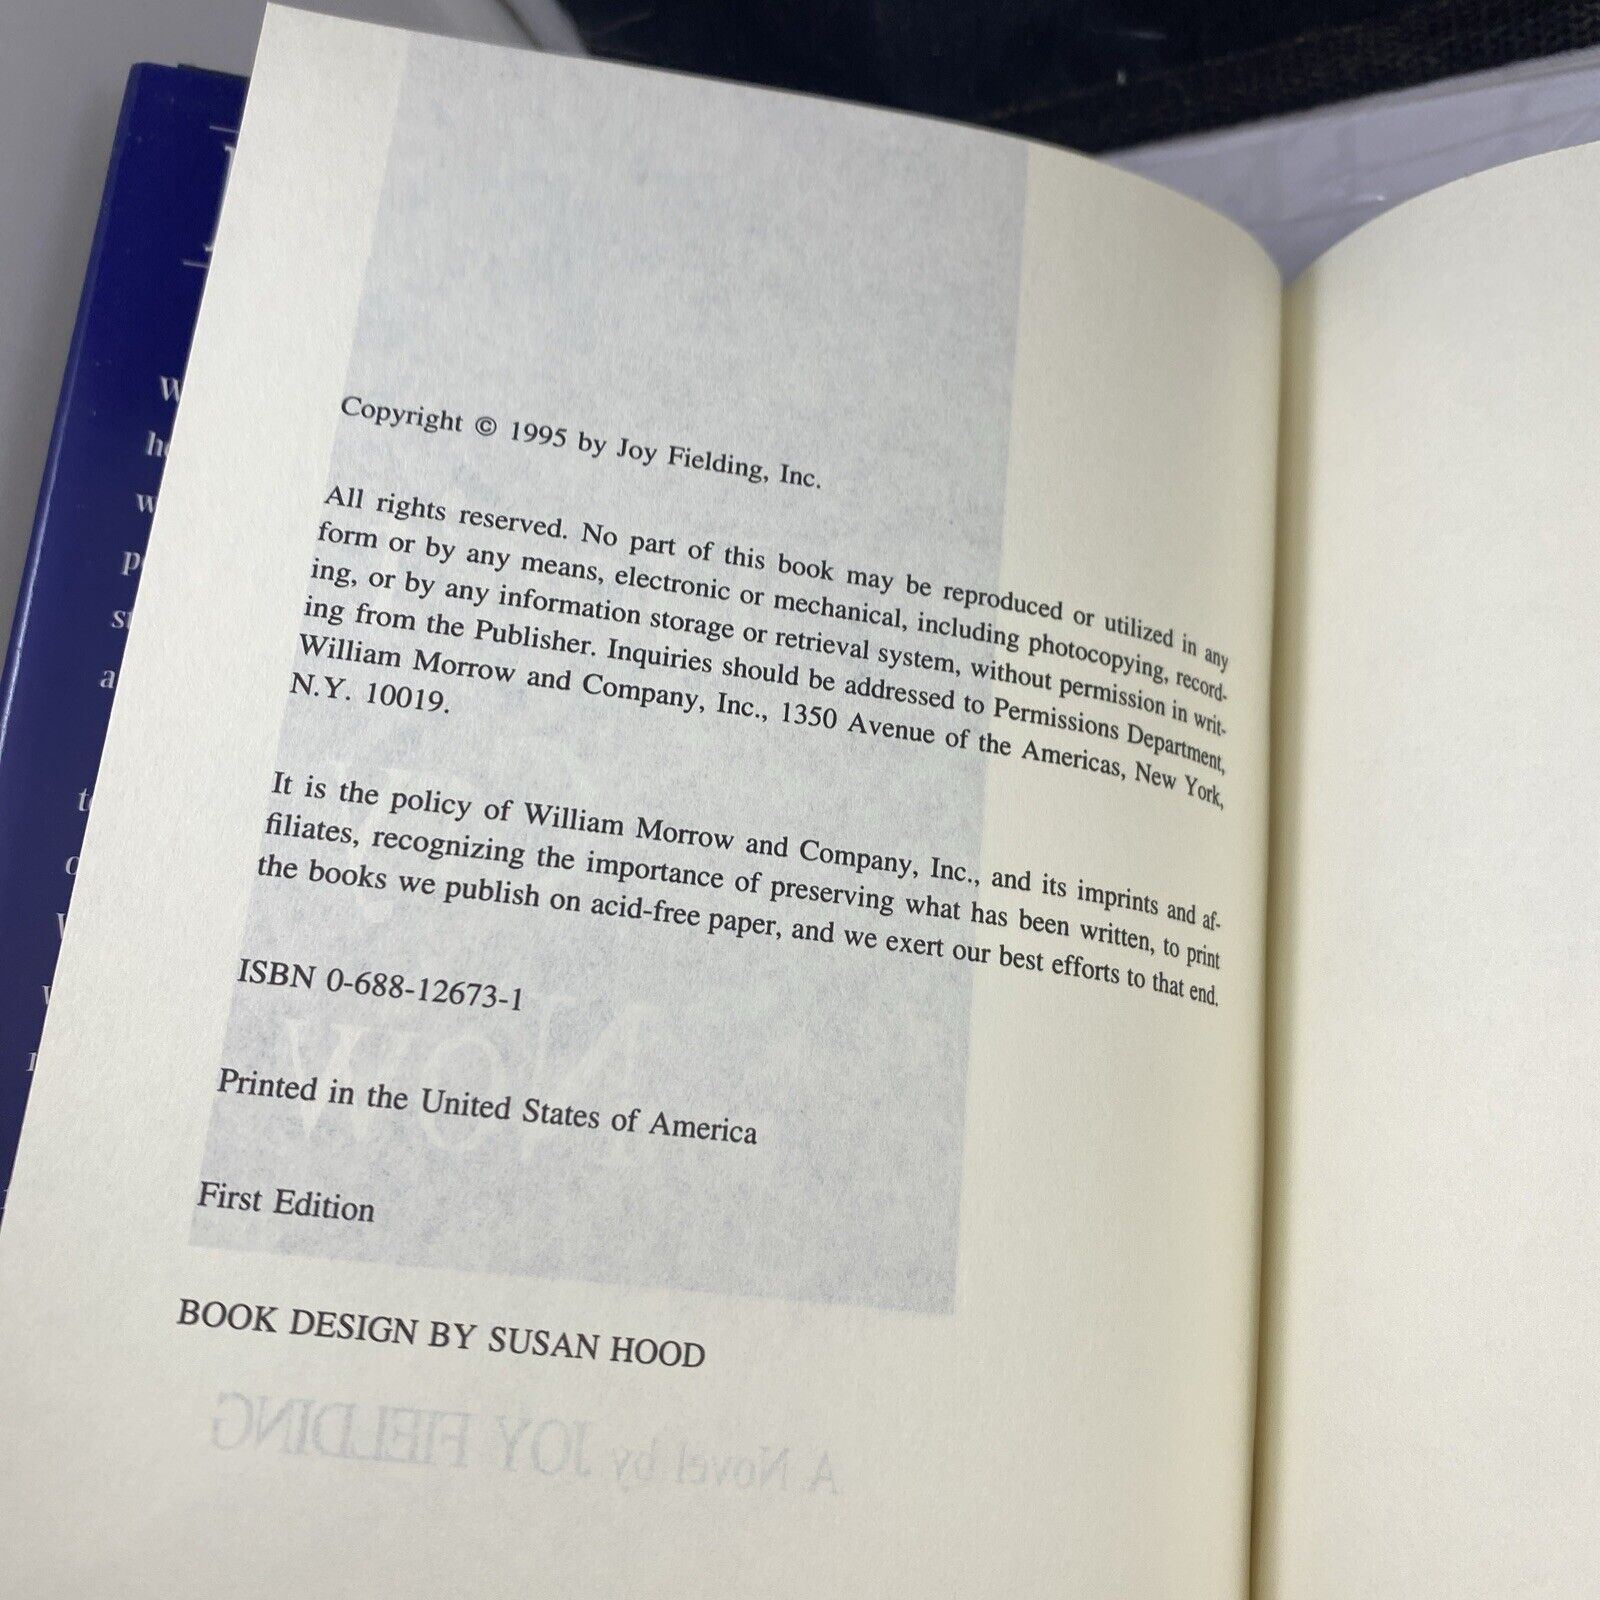 Copyright © 1995 by Joy Fielding, Inc.
All rights reserved. No part of this book may be reproduced or utilized in any
form or by any means, electronic or mechanical, including photocopying, record-
ing, or by any information storage or retrieval system, without permission in writ-
ing from the Publisher. Inquiries should be addressed to Permissions Department,
William Morrow and Company, Inc., 1350 Avenue of the Americas, New York,
N.Y. 10019.
It is the policy of William Morrow and Company, Inc., and its imprints and af-
filiates, recognizing the importance of preserving what has been written, to print
the books we publish on acid-free paper, and we exert our best efforts to that end.
ISBN 0-688-12673-1
Printed in the United States of America
First Edition
BOOK DESIGN BY SUSAN HOOD
A Novel by JOY FIELDING
NOW